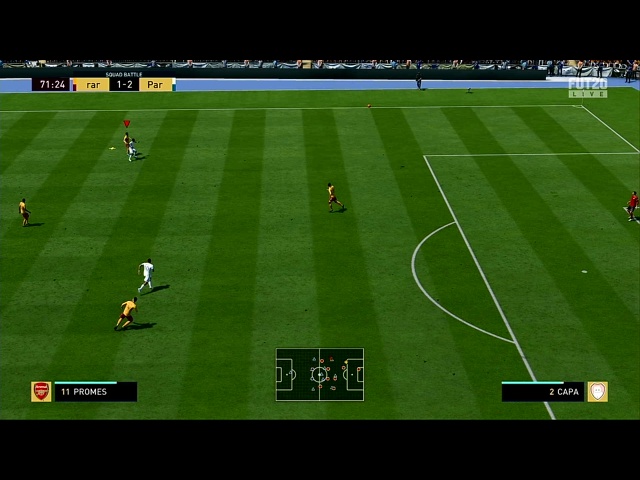 SQUAD BATTLE
71:24 rar 1-2 Par
FUT20
LIVE
11 PROMES
2 CAPA